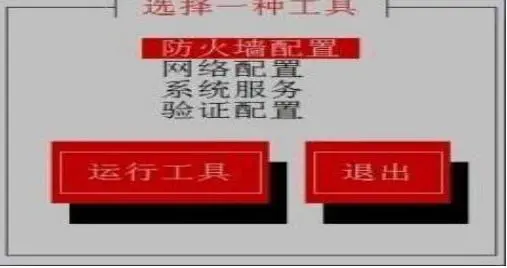 选择一种工具
防火墙配置
网络配置
系统服务
验证配置
运行工具 退出